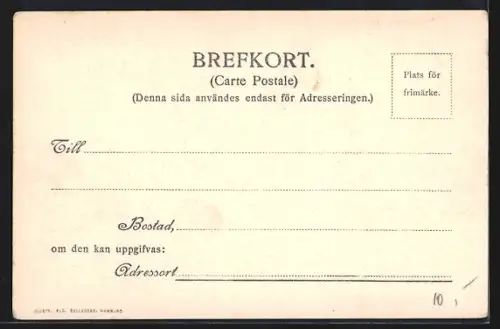 BREFKORT.
(Carte Postale)
(Denna sida användes endast för Adresseringen.)
Plats för
frimärke.
Till
Bostad,
om den kan uppgifvas:
Adressort
10,